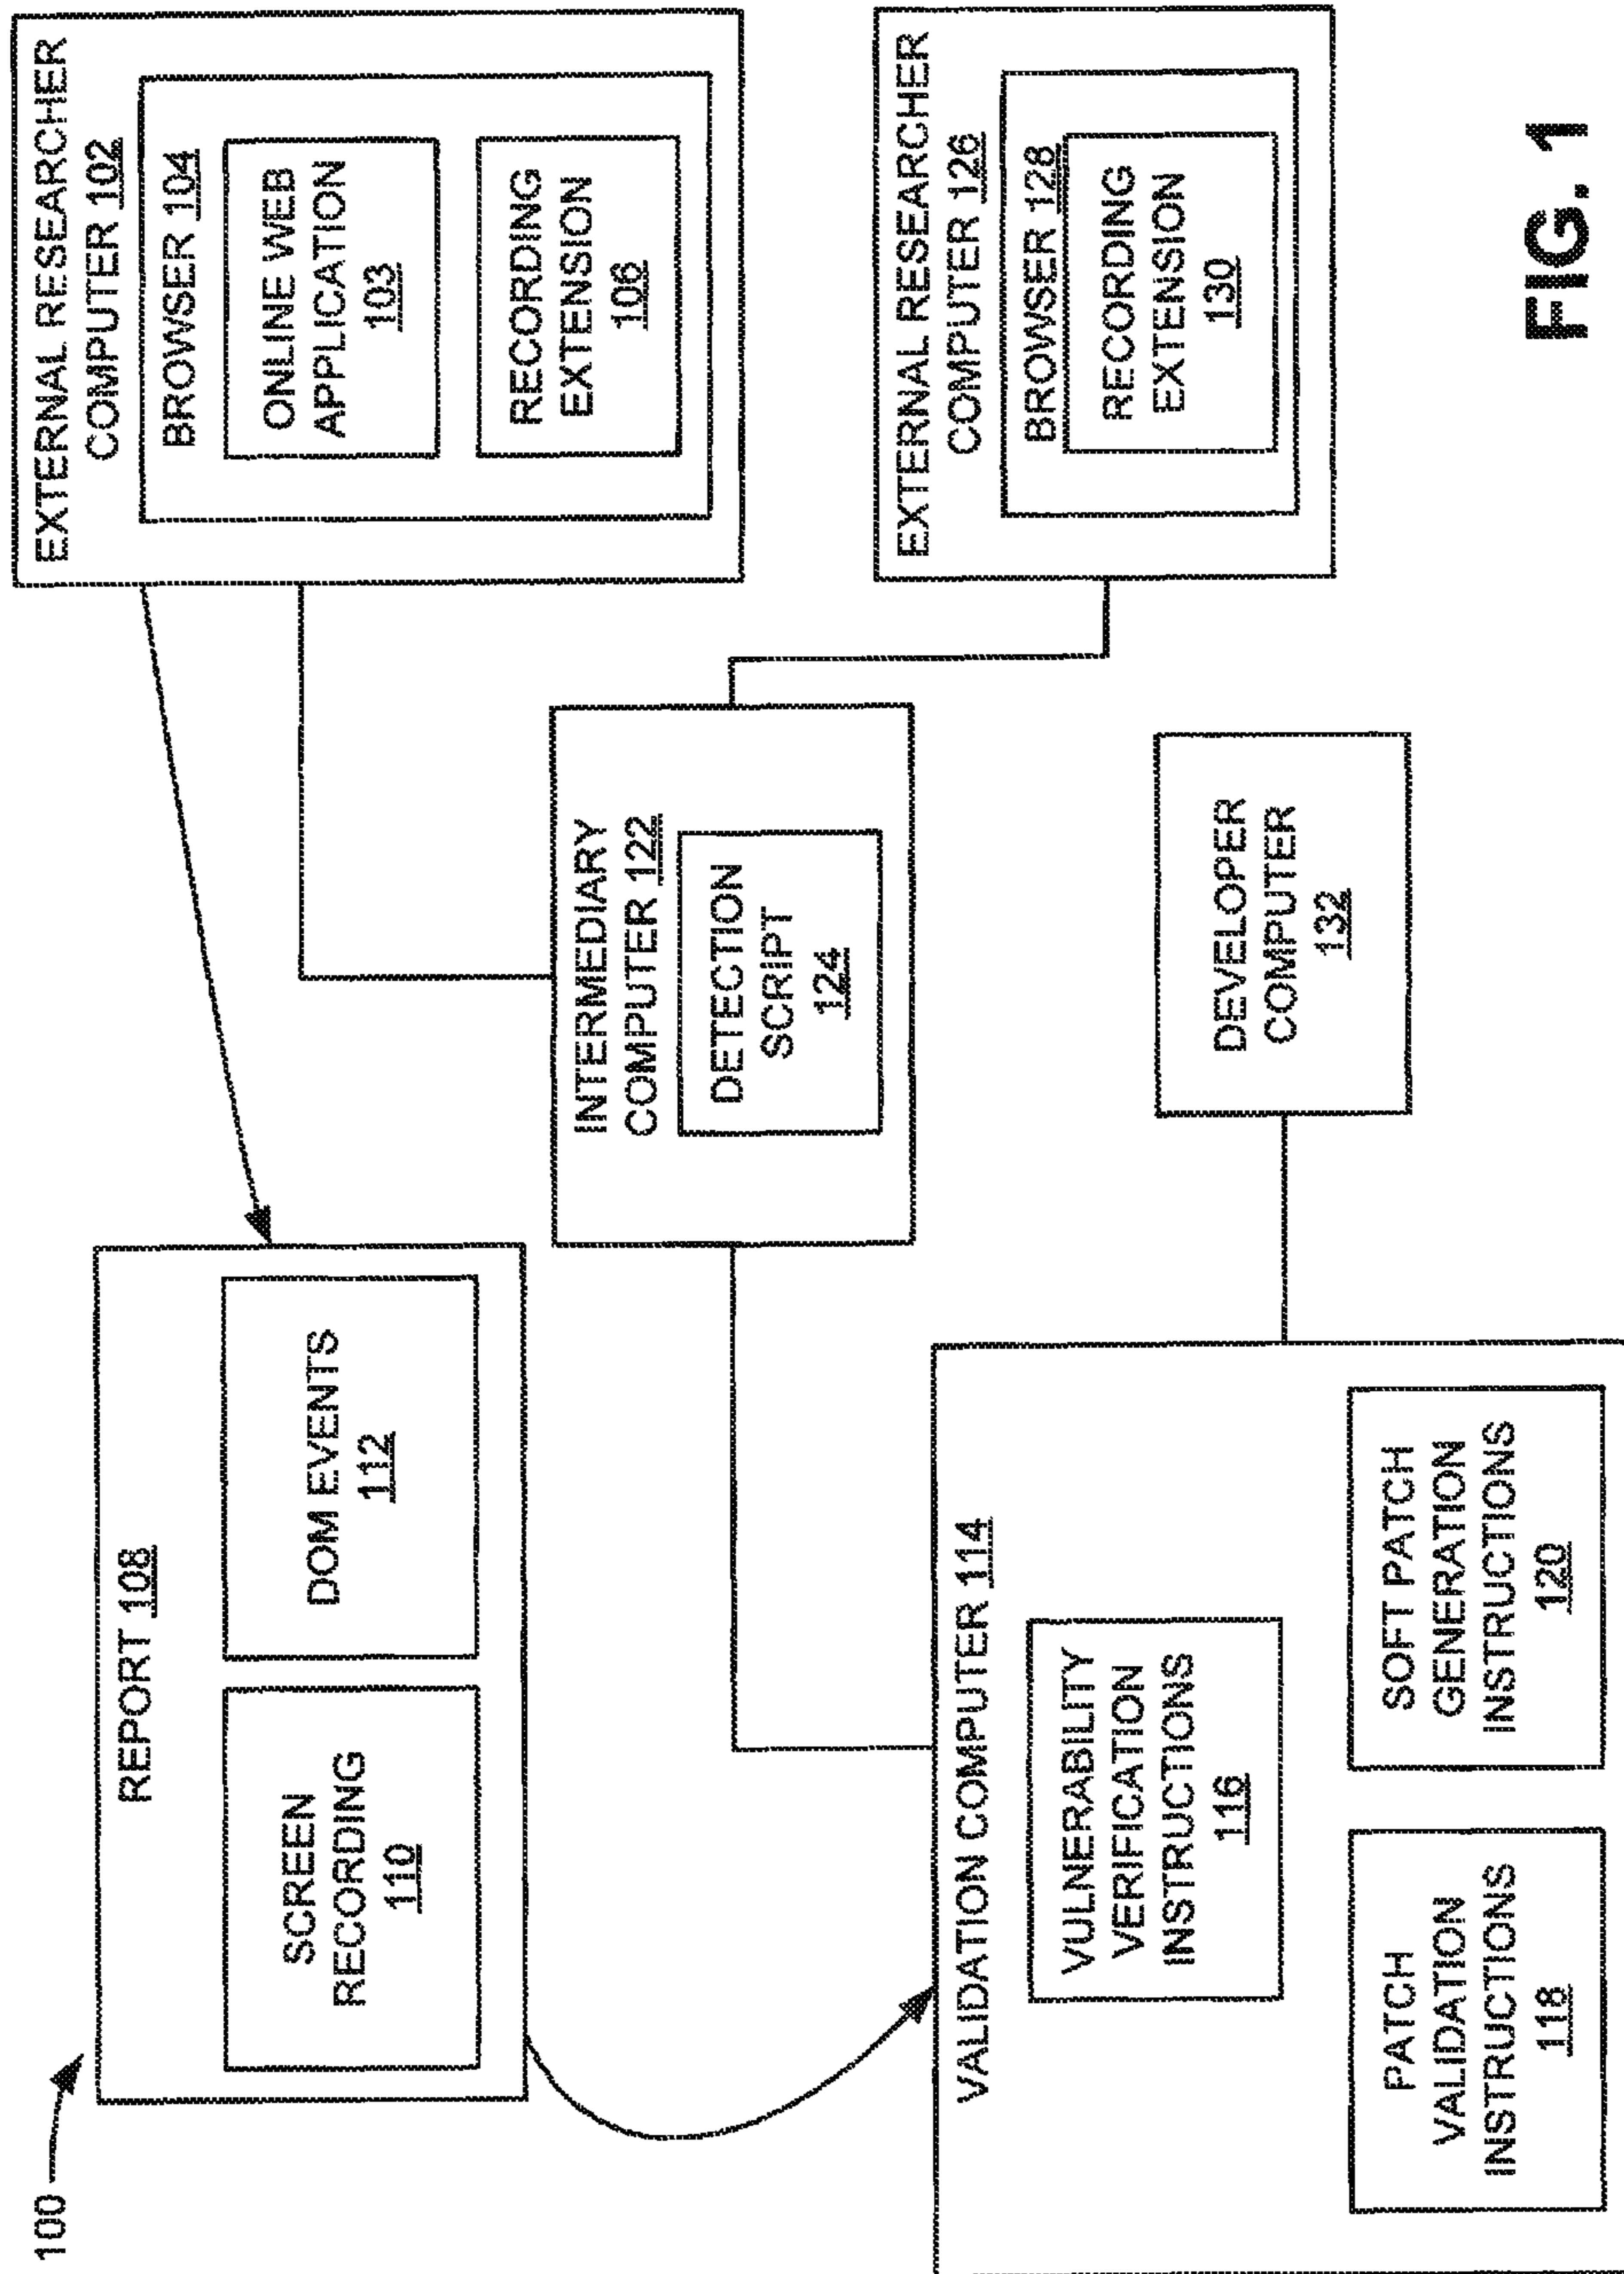 100
REPORT 108
SCREEN
RECORDING
110
DOM EVENTS
112
EXTERNAL RESEARCHER
COMPUTER 102
BROWSER 104
ONLINE WEB
APPLICATION
103
RECORDING
EXTENSION
106
INTERMEDIARY
COMPUTER 122
DETECTION
SCRIPT
124
EXTERNAL RESEARCHER
COMPUTER 126
BROWSER 128
RECORDING
EXTENSION
130
VALIDATION COMPUTER 114
VULNERABILITY
VERIFICATION
INSTRUCTIONS
116
PATCH
VALIDATION
INSTRUCTIONS
118
SOFT PATCH
GENERATION
INSTRUCTIONS
120
DEVELOPER
COMPUTER
132
FIG. 1